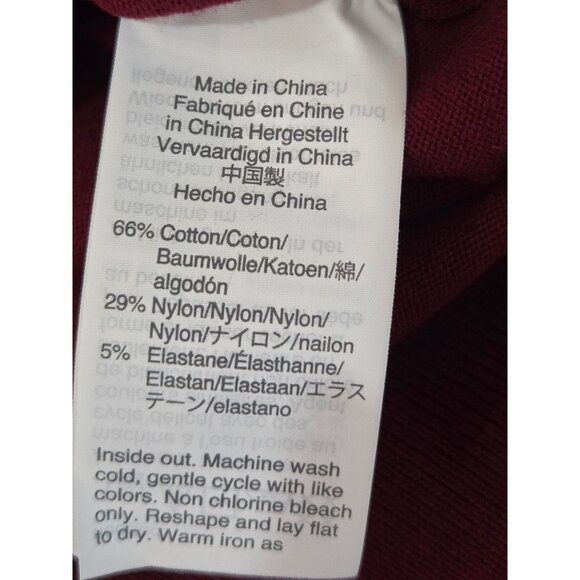 Made in China
Fabriqué en Chine
in China Hergestellt
Vervaardigd in China
中国製
Hecho en China
66% Cotton/Coton/
Baumwolle/Katoen/綿/
algodón
29% Nylon/Nylon/Nylon/
Nylon/ナイロン/nailon
5% Elastane/Élasthanne/
Elastan/Elastaan/エラス
テーン/elastano
Inside out. Machine wash
cold, gentle cycle with like
colors. Non chlorine bleach
only. Reshape and lay flat
to dry. Warm iron as